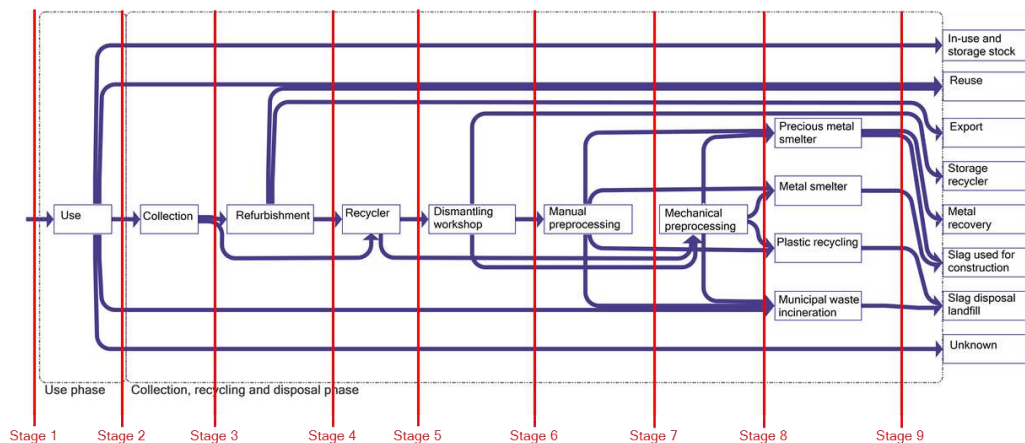 In-use and
storage stock
Reuse
Export
Precious metal
smelter
Storage
recycler
Metal smelter
Use
Collection
Refurbishment
Recycler
Dismantling
workshop
Manual
preprocessing
Mechanical
preprocessing
Metal
recovery
Plastic recycling
Slag used for
construction
Municipal waste
incineration
Slag disposal
landfill
Unknown
Use phase
Collection, recycling and disposal phase
Stage 1
Stage 2
Stage 3
Stage 4
Stage 5
Stage 6
Stage 7
Stage 8
Stage 9